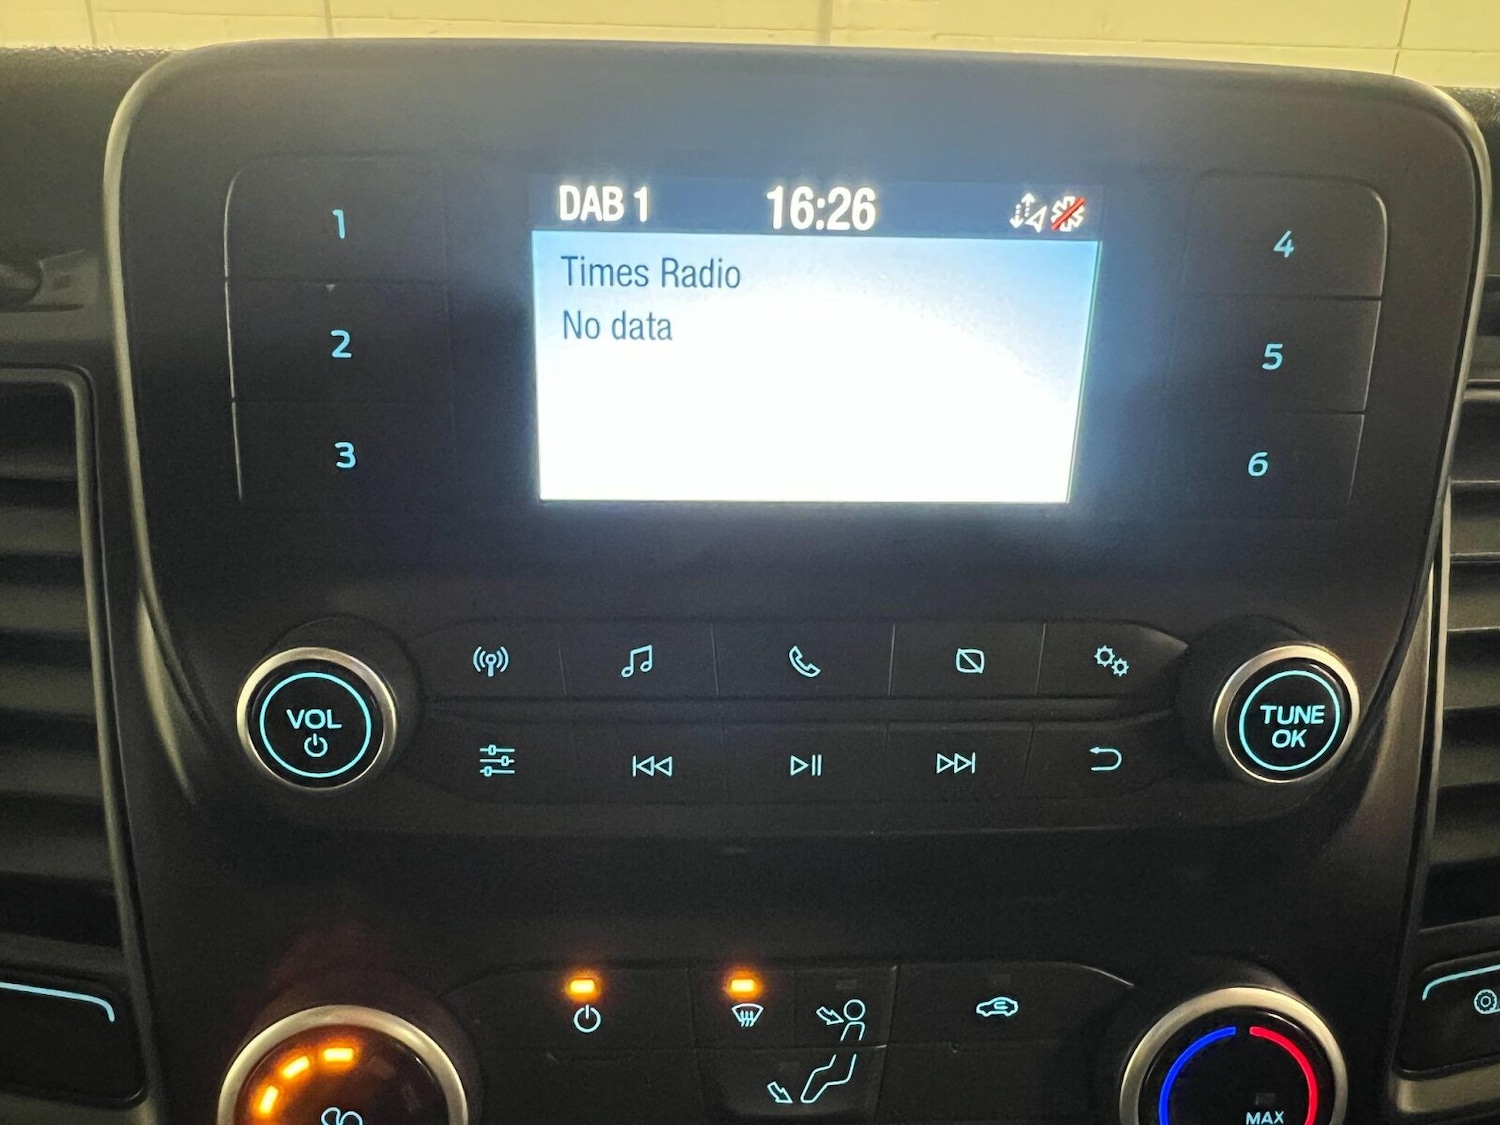 DAB 1 16:26
Times Radio
No data
1
2
3
4
5
6
VOL
TUNE
OK
MAX